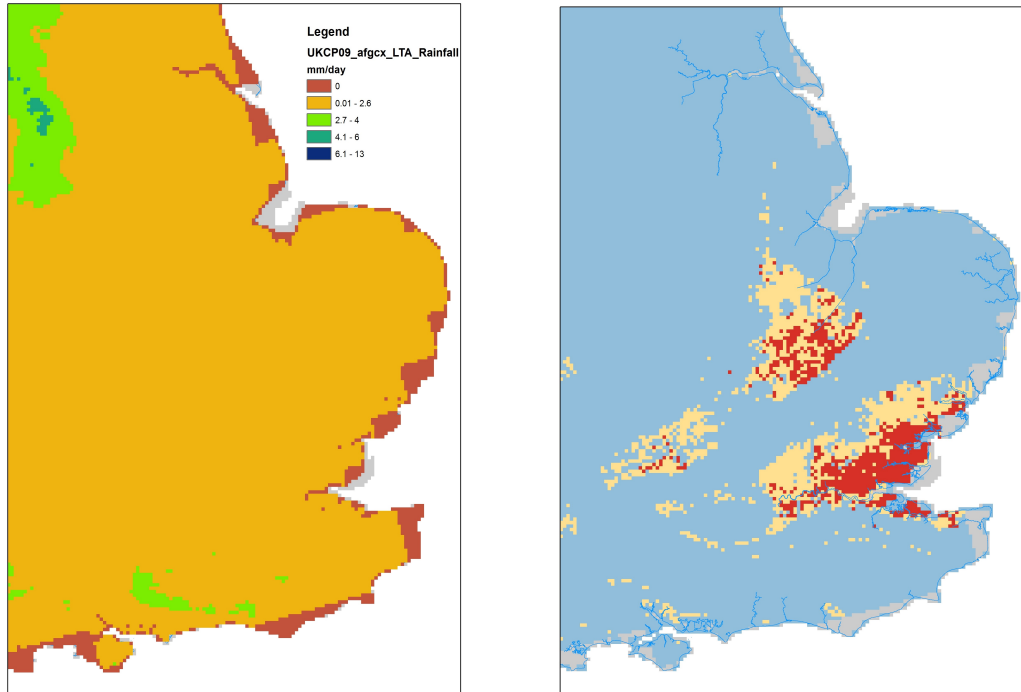 Legend
UKCP09_afgcx_LTA_Rainfall
mm/day
0
0.01 - 2.6
2.7 - 4
4.1 - 6
6.1 - 13